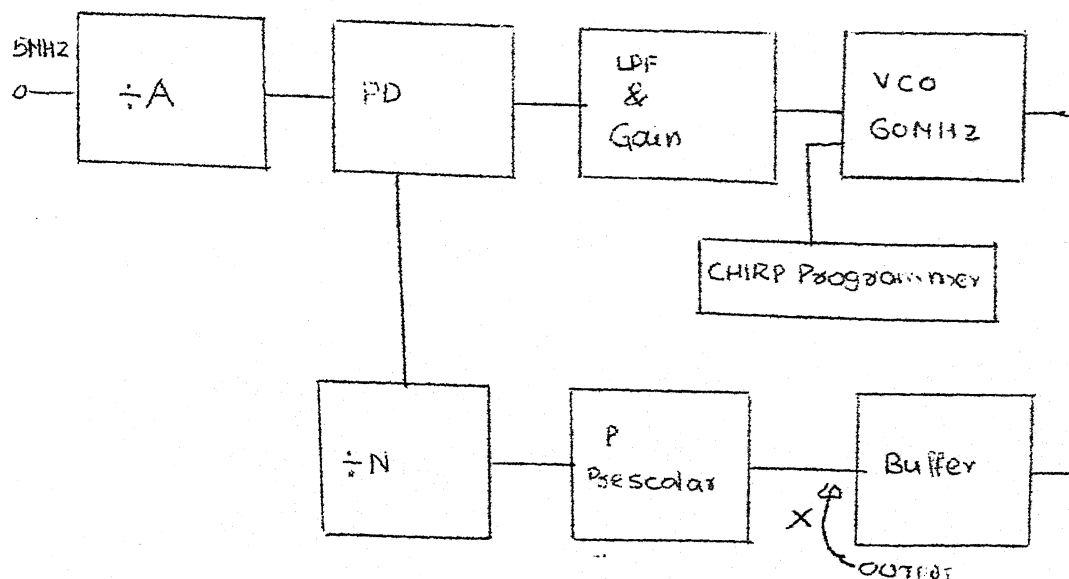 5MHZ
÷A
PD
LPF
&
Gain
VCO
60MHZ
CHIRP Programmer
÷N
P
Prescalar
Buffer
X
OUTPUT